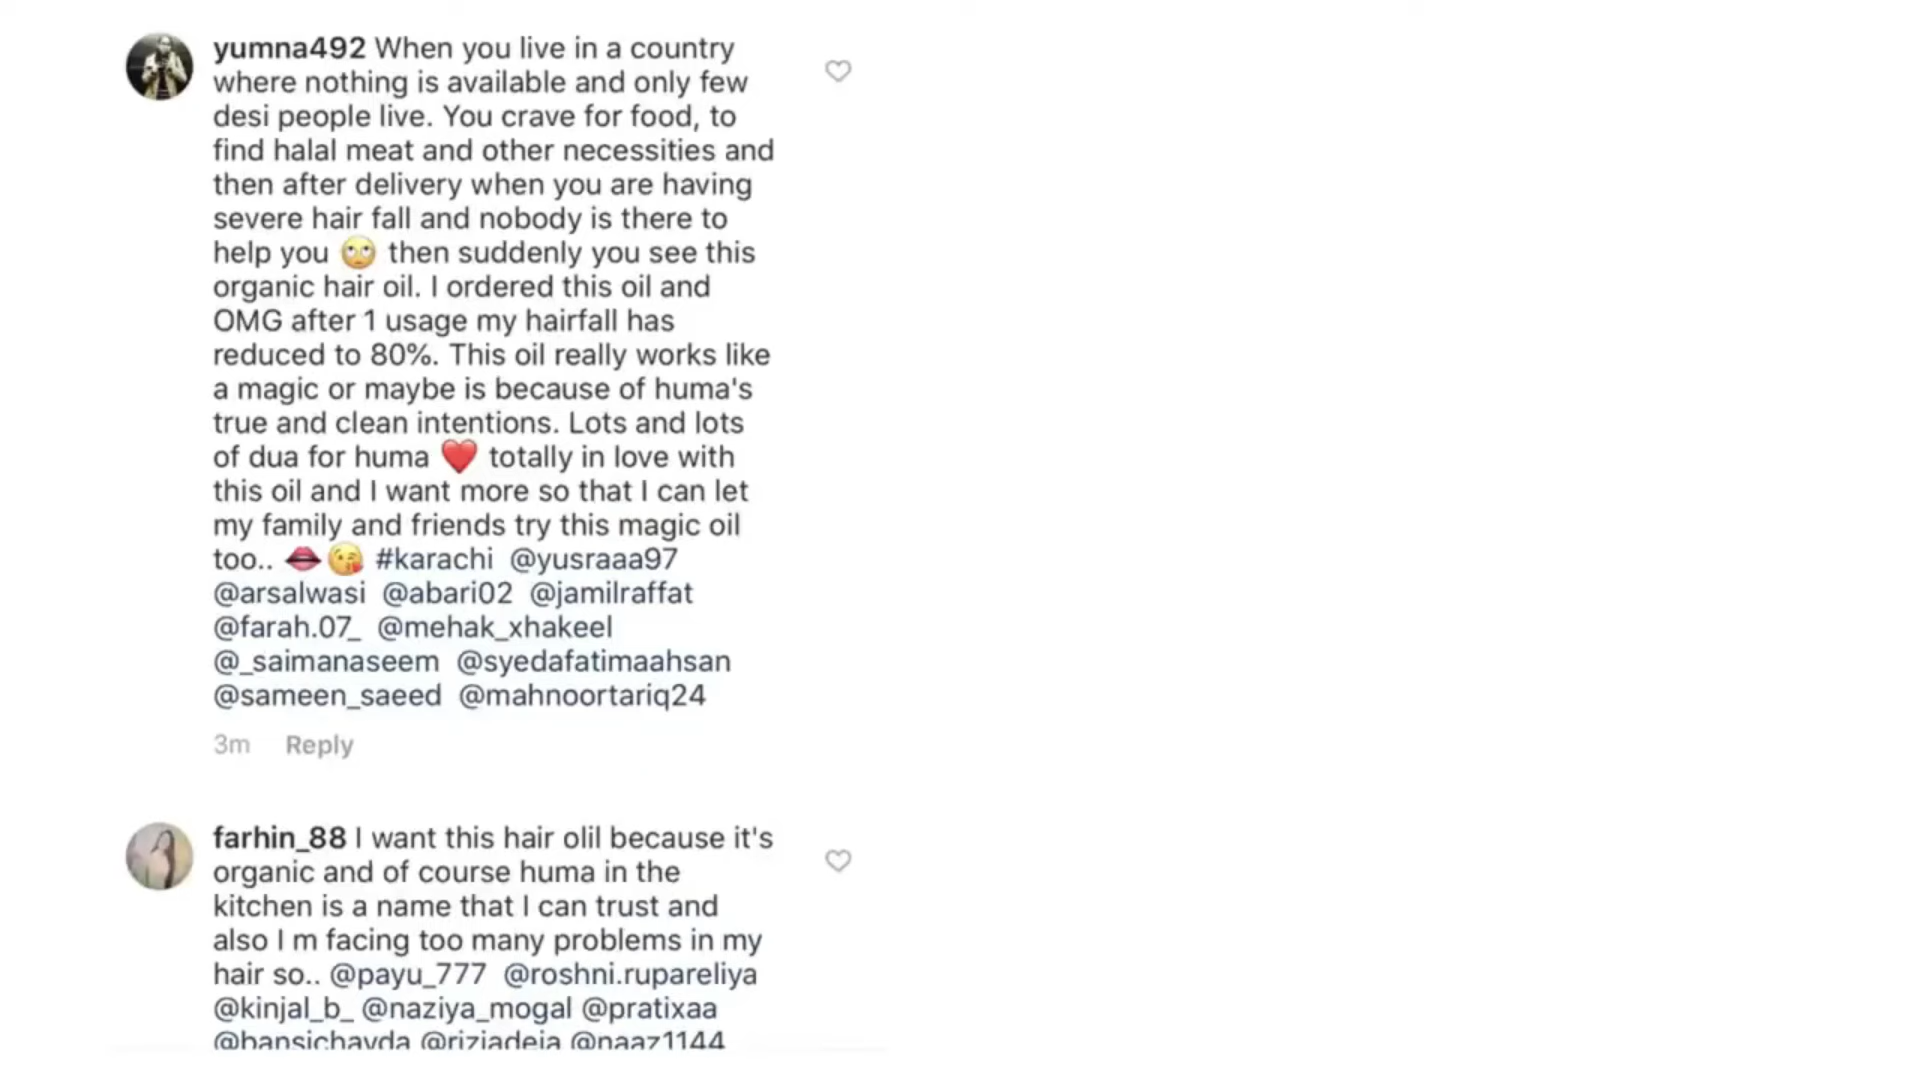 yumna492 When you live in a country
where nothing is available and only few
desi people live. You crave for food, to
find halal meat and other necessities and
then after delivery when you are having
severe hair fall and nobody is there to
help you 🙄 then suddenly you see this
organic hair oil. I ordered this oil and
OMG after 1 usage my hairfall has
reduced to 80%. This oil really works like
a magic or maybe is because of huma's
true and clean intentions. Lots and lots
of dua for huma ❤️ totally in love with
this oil and I want more so that I can let
my family and friends try this magic oil
too.. 👄😘 #karachi @yusraaa97
@arsalwasi @abari02 @jamilraffat
@farah.07_ @mehak_xhakeel
@_saimanaseem @syedafatimaahsan
@sameen_saeed @mahnoortariq24
3m Reply
farhin_88 I want this hair olil because it's
organic and of course huma in the
kitchen is a name that I can trust and
also I m facing too many problems in my
hair so.. @payu_777 @roshni.rupareliya
@kinjal_b_ @naziya_mogal @pratixaa
@bansichavda @riziadeja @naaz1144